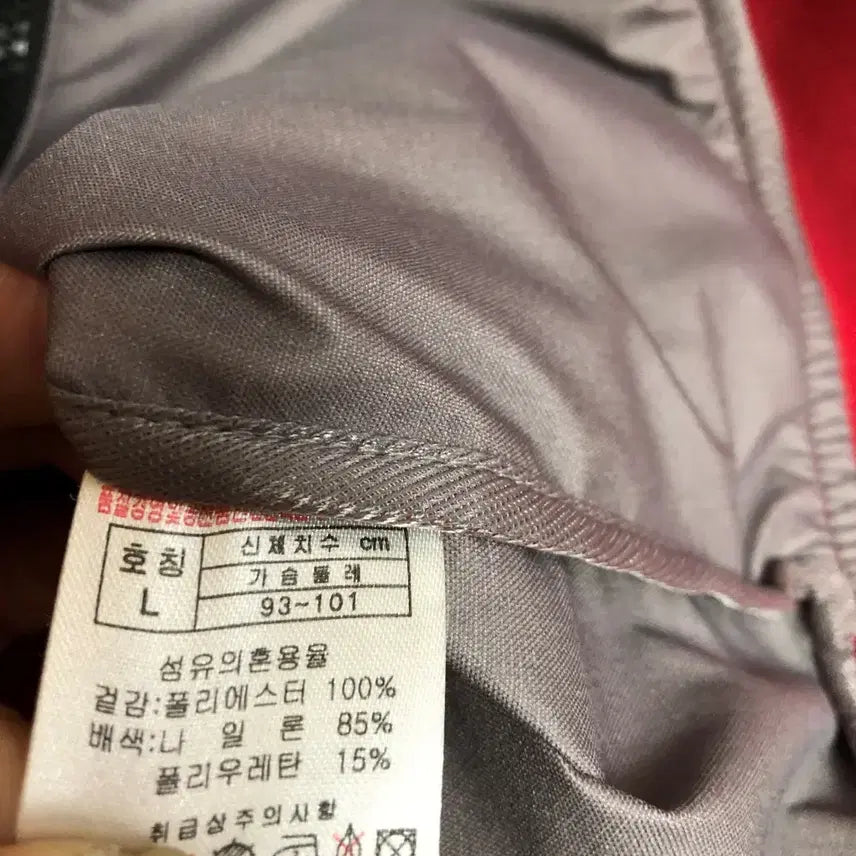 호칭 신체치수 cm
가슴둘레
L 93~101
섬유의혼용율
겉감:폴리에스터 100%
배색:나 일 론 85%
폴리우레탄 15%
취급상주의사항